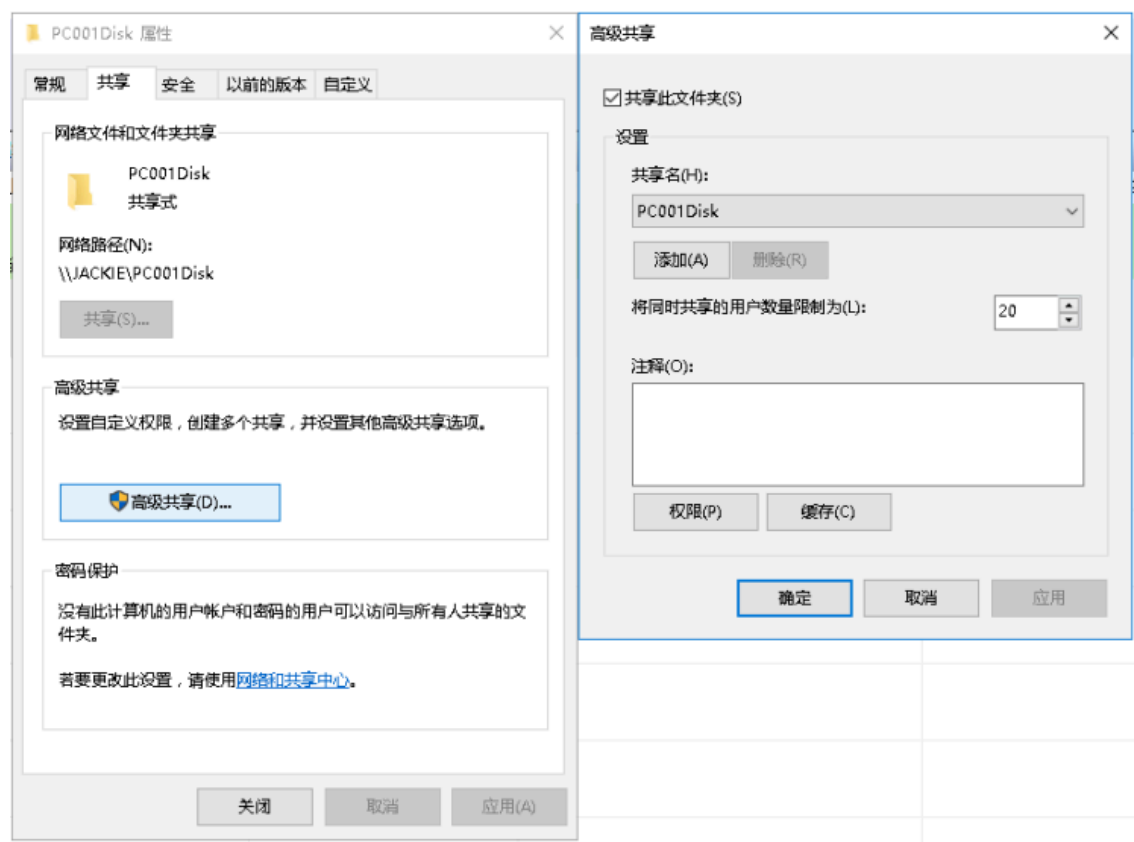 PC001Disk 属性
常规 共享 安全 以前的版本 自定义
网络文件和文件夹共享
PC001Disk
共享式
网络路径(N):
\\JACKIE\PC001Disk
共享(S)...
高级共享
设置自定义权限，创建多个共享，并设置其他高级共享选项。
高级共享(D)...
密码保护
没有此计算机的用户帐户和密码的用户可以访问与所有人共享的文
件夹。
若要更改此设置，请使用网络和共享中心。
关闭 取消 应用(A)
高级共享
共享此文件夹(S)
设置
共享名(H):
PC001Disk
添加(A) 删除(R)
将同时共享的用户数量限制为(L):
20
注释(O):
权限(P) 缓存(C)
确定 取消 应用